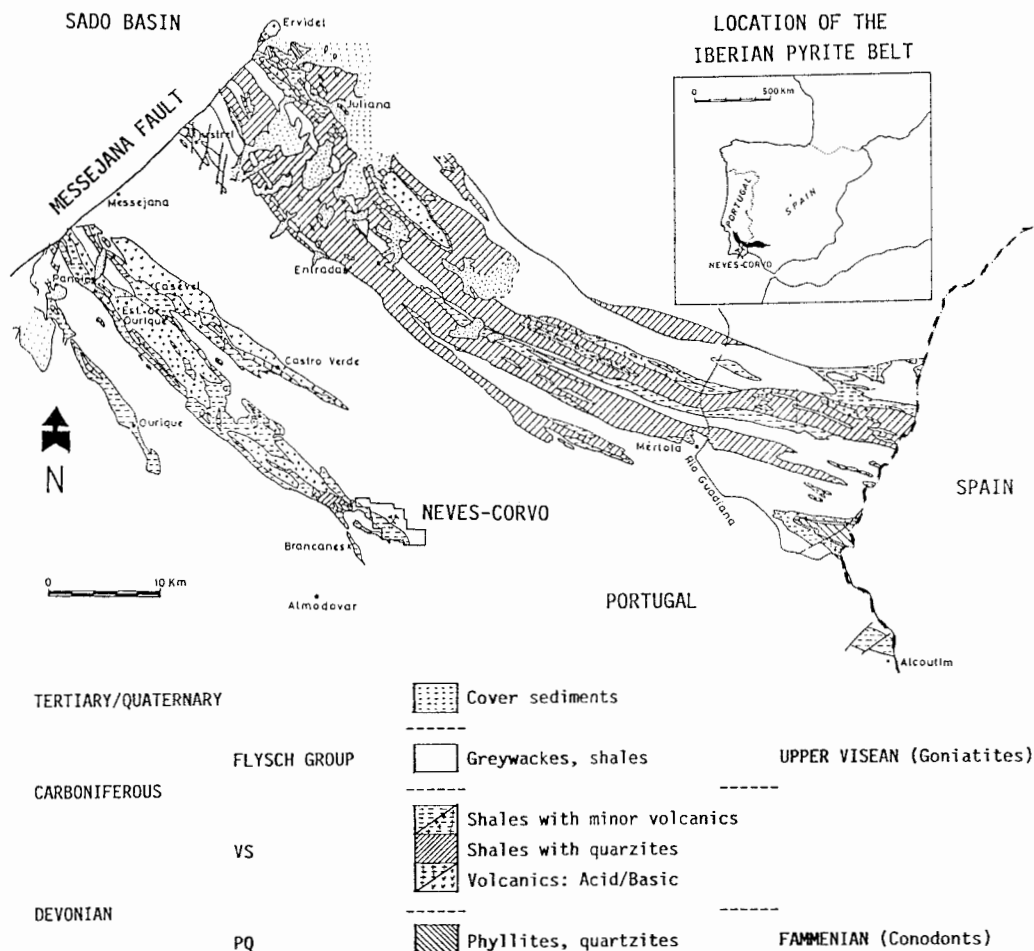 SADO BASIN
Ervidel
LOCATION OF THE
IBERIAN PYRITE BELT
0 500 Km
PORTUGAL
SPAIN
NEVES-CORVO
MESSEJANA FAULT
Juliana
Messejana
Entradas
Panoias
Casével
Est. de
Ourique
Castro Verde
Ourique
N
Mértola
Rio Guadiana
SPAIN
NEVES-CORVO
Brancanes
0 10 Km
Almodovar
PORTUGAL
Alcoutim
TERTIARY/QUATERNARY Cover sediments
FLYSCH GROUP Greywackes, shales UPPER VISEAN (Goniatites)
CARBONIFEROUS
Shales with minor volcanics
VS Shales with quartzites
Volcanics: Acid/Basic
DEVONIAN
PQ Phyllites, quartzites FAMMENIAN (Conodonts)